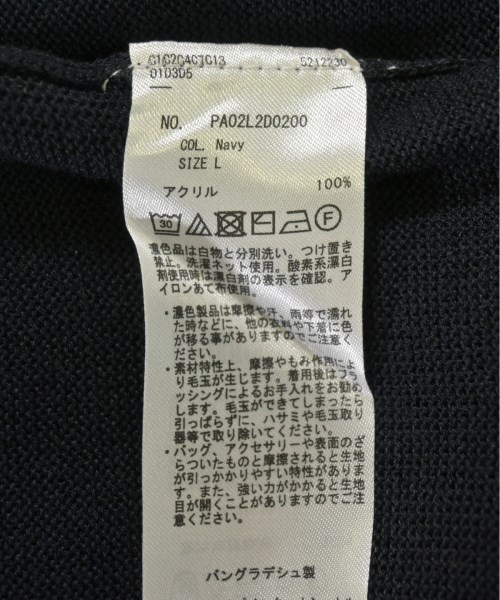 5212230
01D3D5
NO. PA02L2D0200
COL. Navy
SIZE L
アクリル 100%
30 F
濃色品は白物と分別洗い。つけ置き
禁止。洗濯ネット使用。酸素系漂白
剤使用時は漂白剤の表示を確認。ア
イロンあて布使用。
・濃色製品は摩擦や汗、雨等で濡れ
た時などに、他の衣料や下着に色
が移る事がありますのでご注意く
ださい。
・素材特性上、摩擦やもみ作用によ
り毛玉が生じます。着用後はブラ
ッシングによるお手入れをお勧め
します。毛玉ができてしまったら
引っぱらずに、ハサミや毛玉取り
器等で取り除いてください。
・バッグ、アクセサリーや表面のざ
らついたものと摩擦されると生地
が引っかかりやすい特性がありま
す。また、強い力がかかると生地
目が開くことがありますのでご注
意ください。
バングラデシュ製